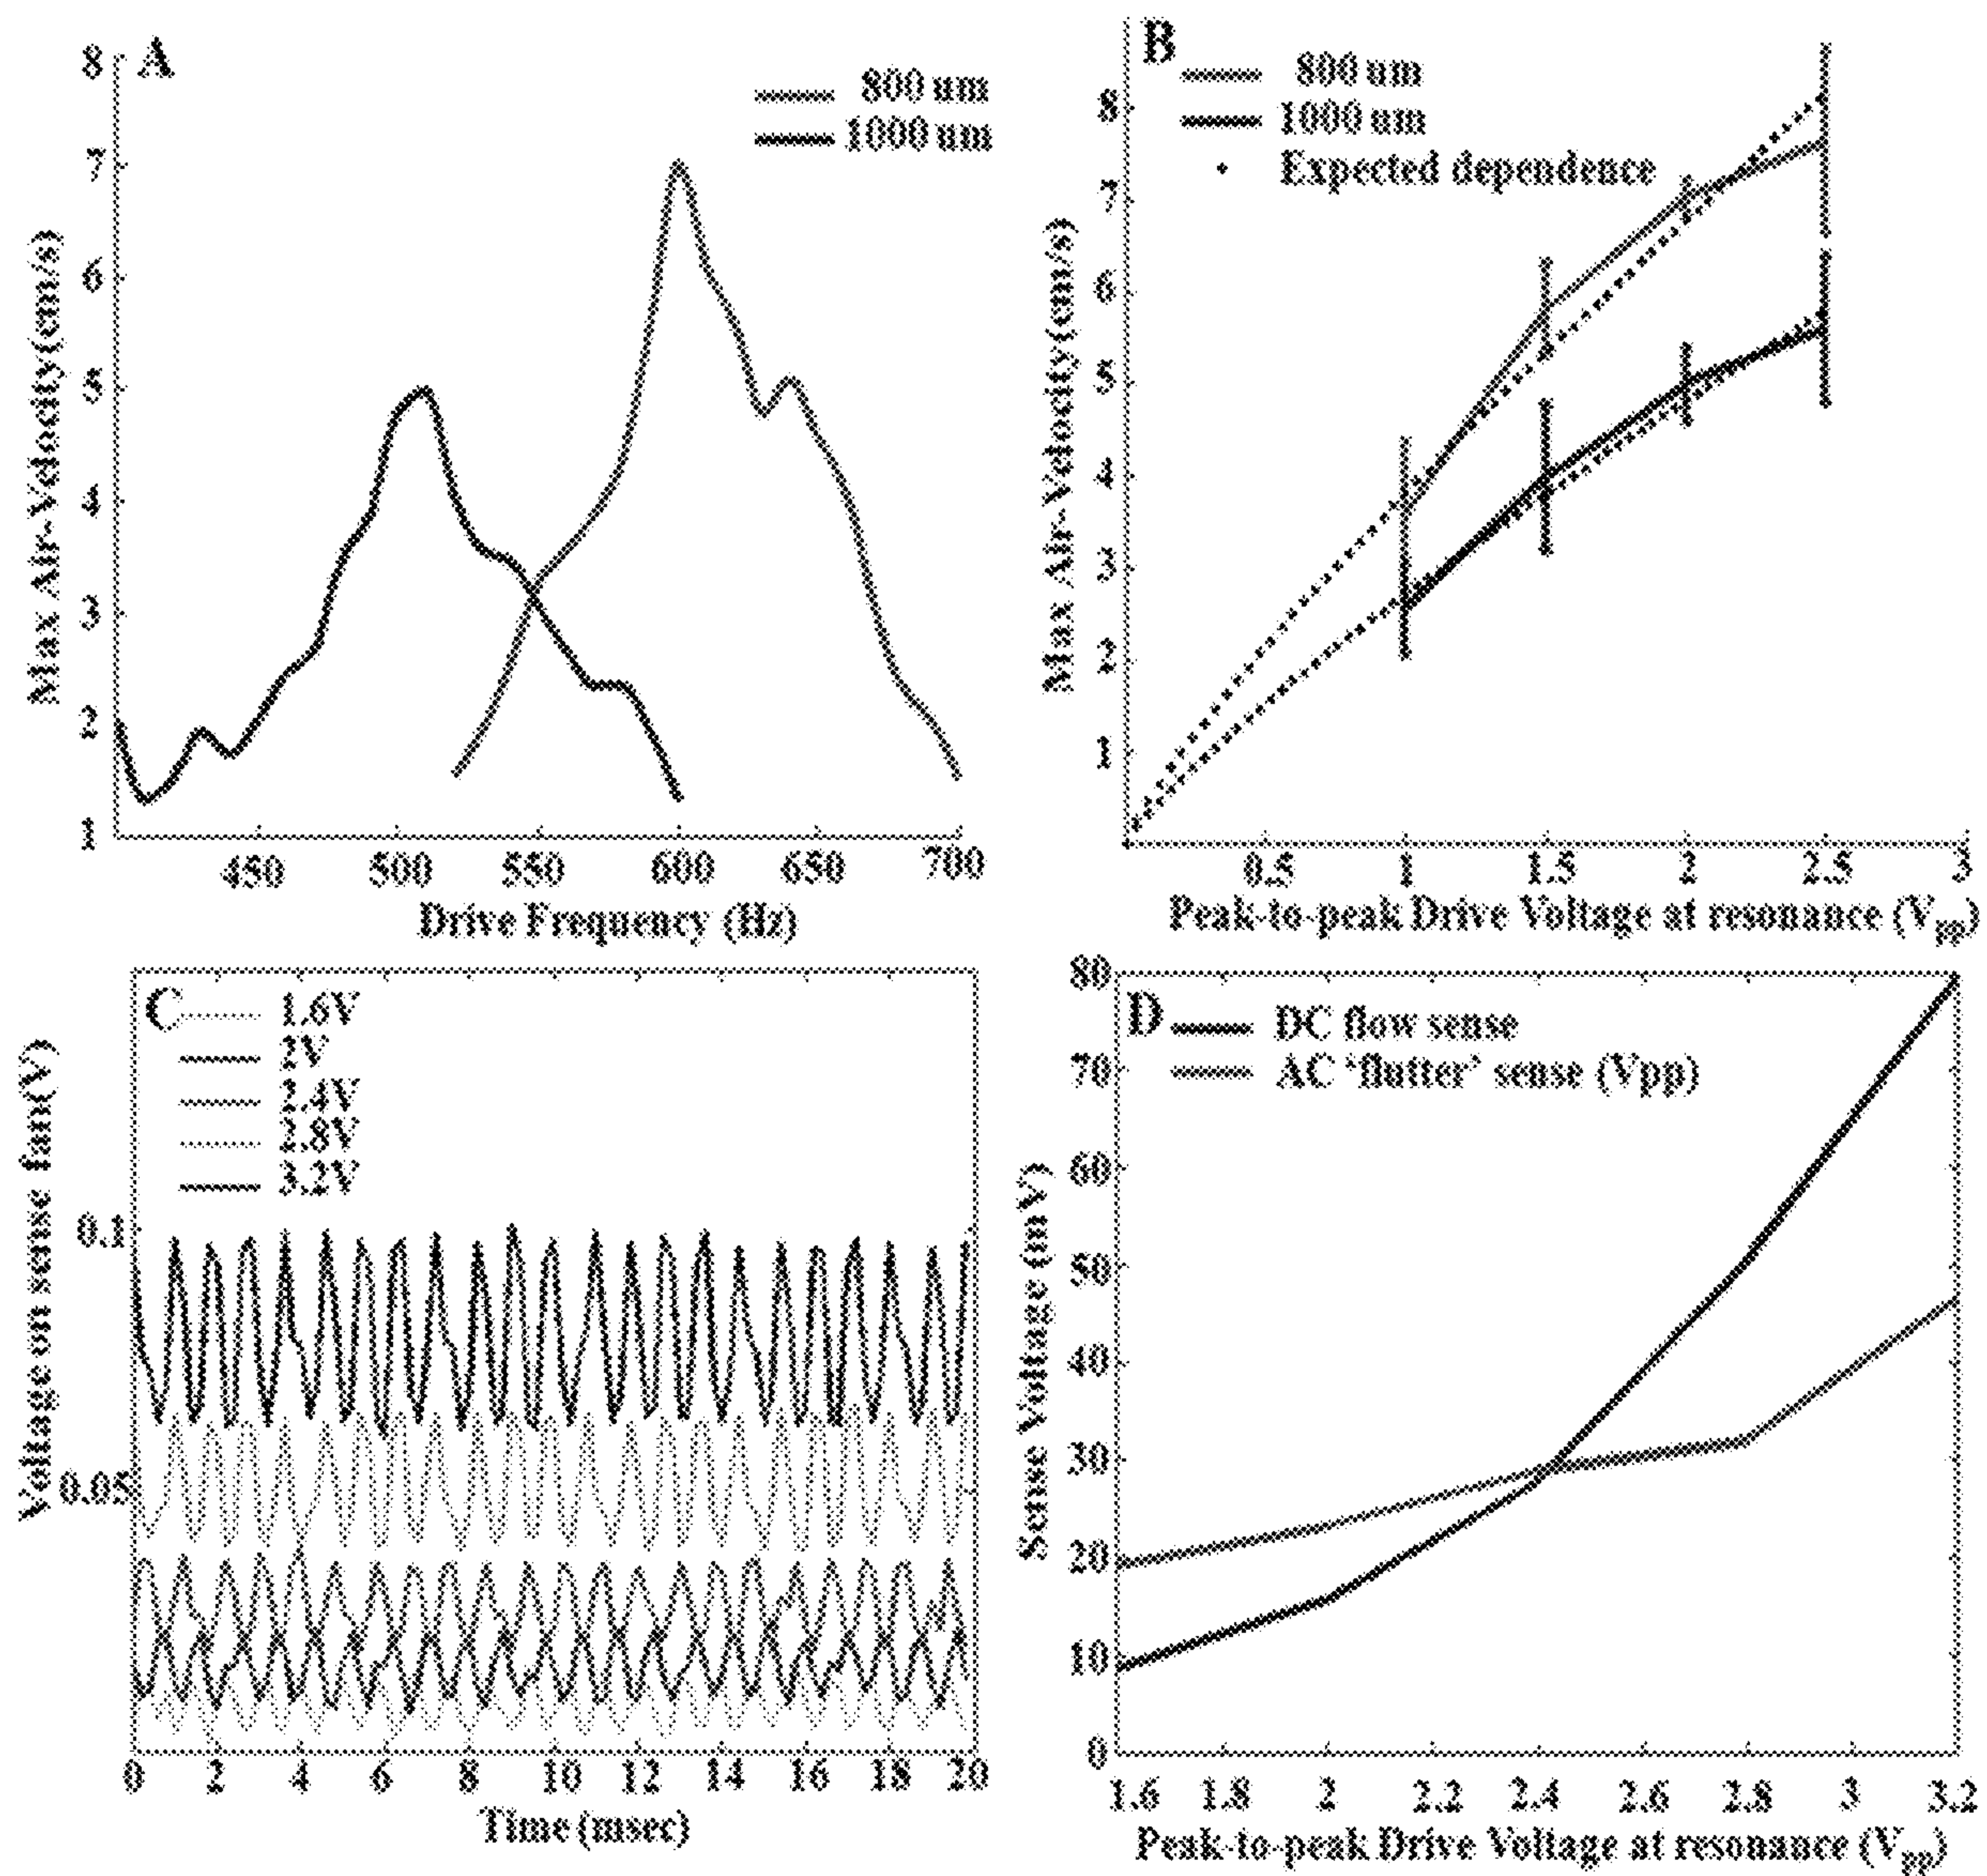 A
800 um
1000 um
8
7
6
5
4
3
2
1
Max Air-Velocity(cm/s)
450 500 550 600 650 700
Drive Frequency (Hz)
B
800 um
1000 um
Expected dependence
8
7
6
5
4
3
2
1
Max Air-Velocity(cm/s)
0.5 1 1.5 2 2.5 3
Peak-to-peak Drive Voltage at resonance (Vpp)
C
1.6V
2V
2.4V
2.8V
3.2V
0.1
0.05
Voltage on sense fan(V)
0 2 4 6 8 10 12 14 16 18 20
Time (msec)
D
DC flow sense
AC ‘flutter’ sense (Vpp)
80
70
60
50
40
30
20
10
0
Sense Voltage (mV)
1.6 1.8 2 2.2 2.4 2.6 2.8 3 3.2
Peak-to-peak Drive Voltage at resonance (Vpp)